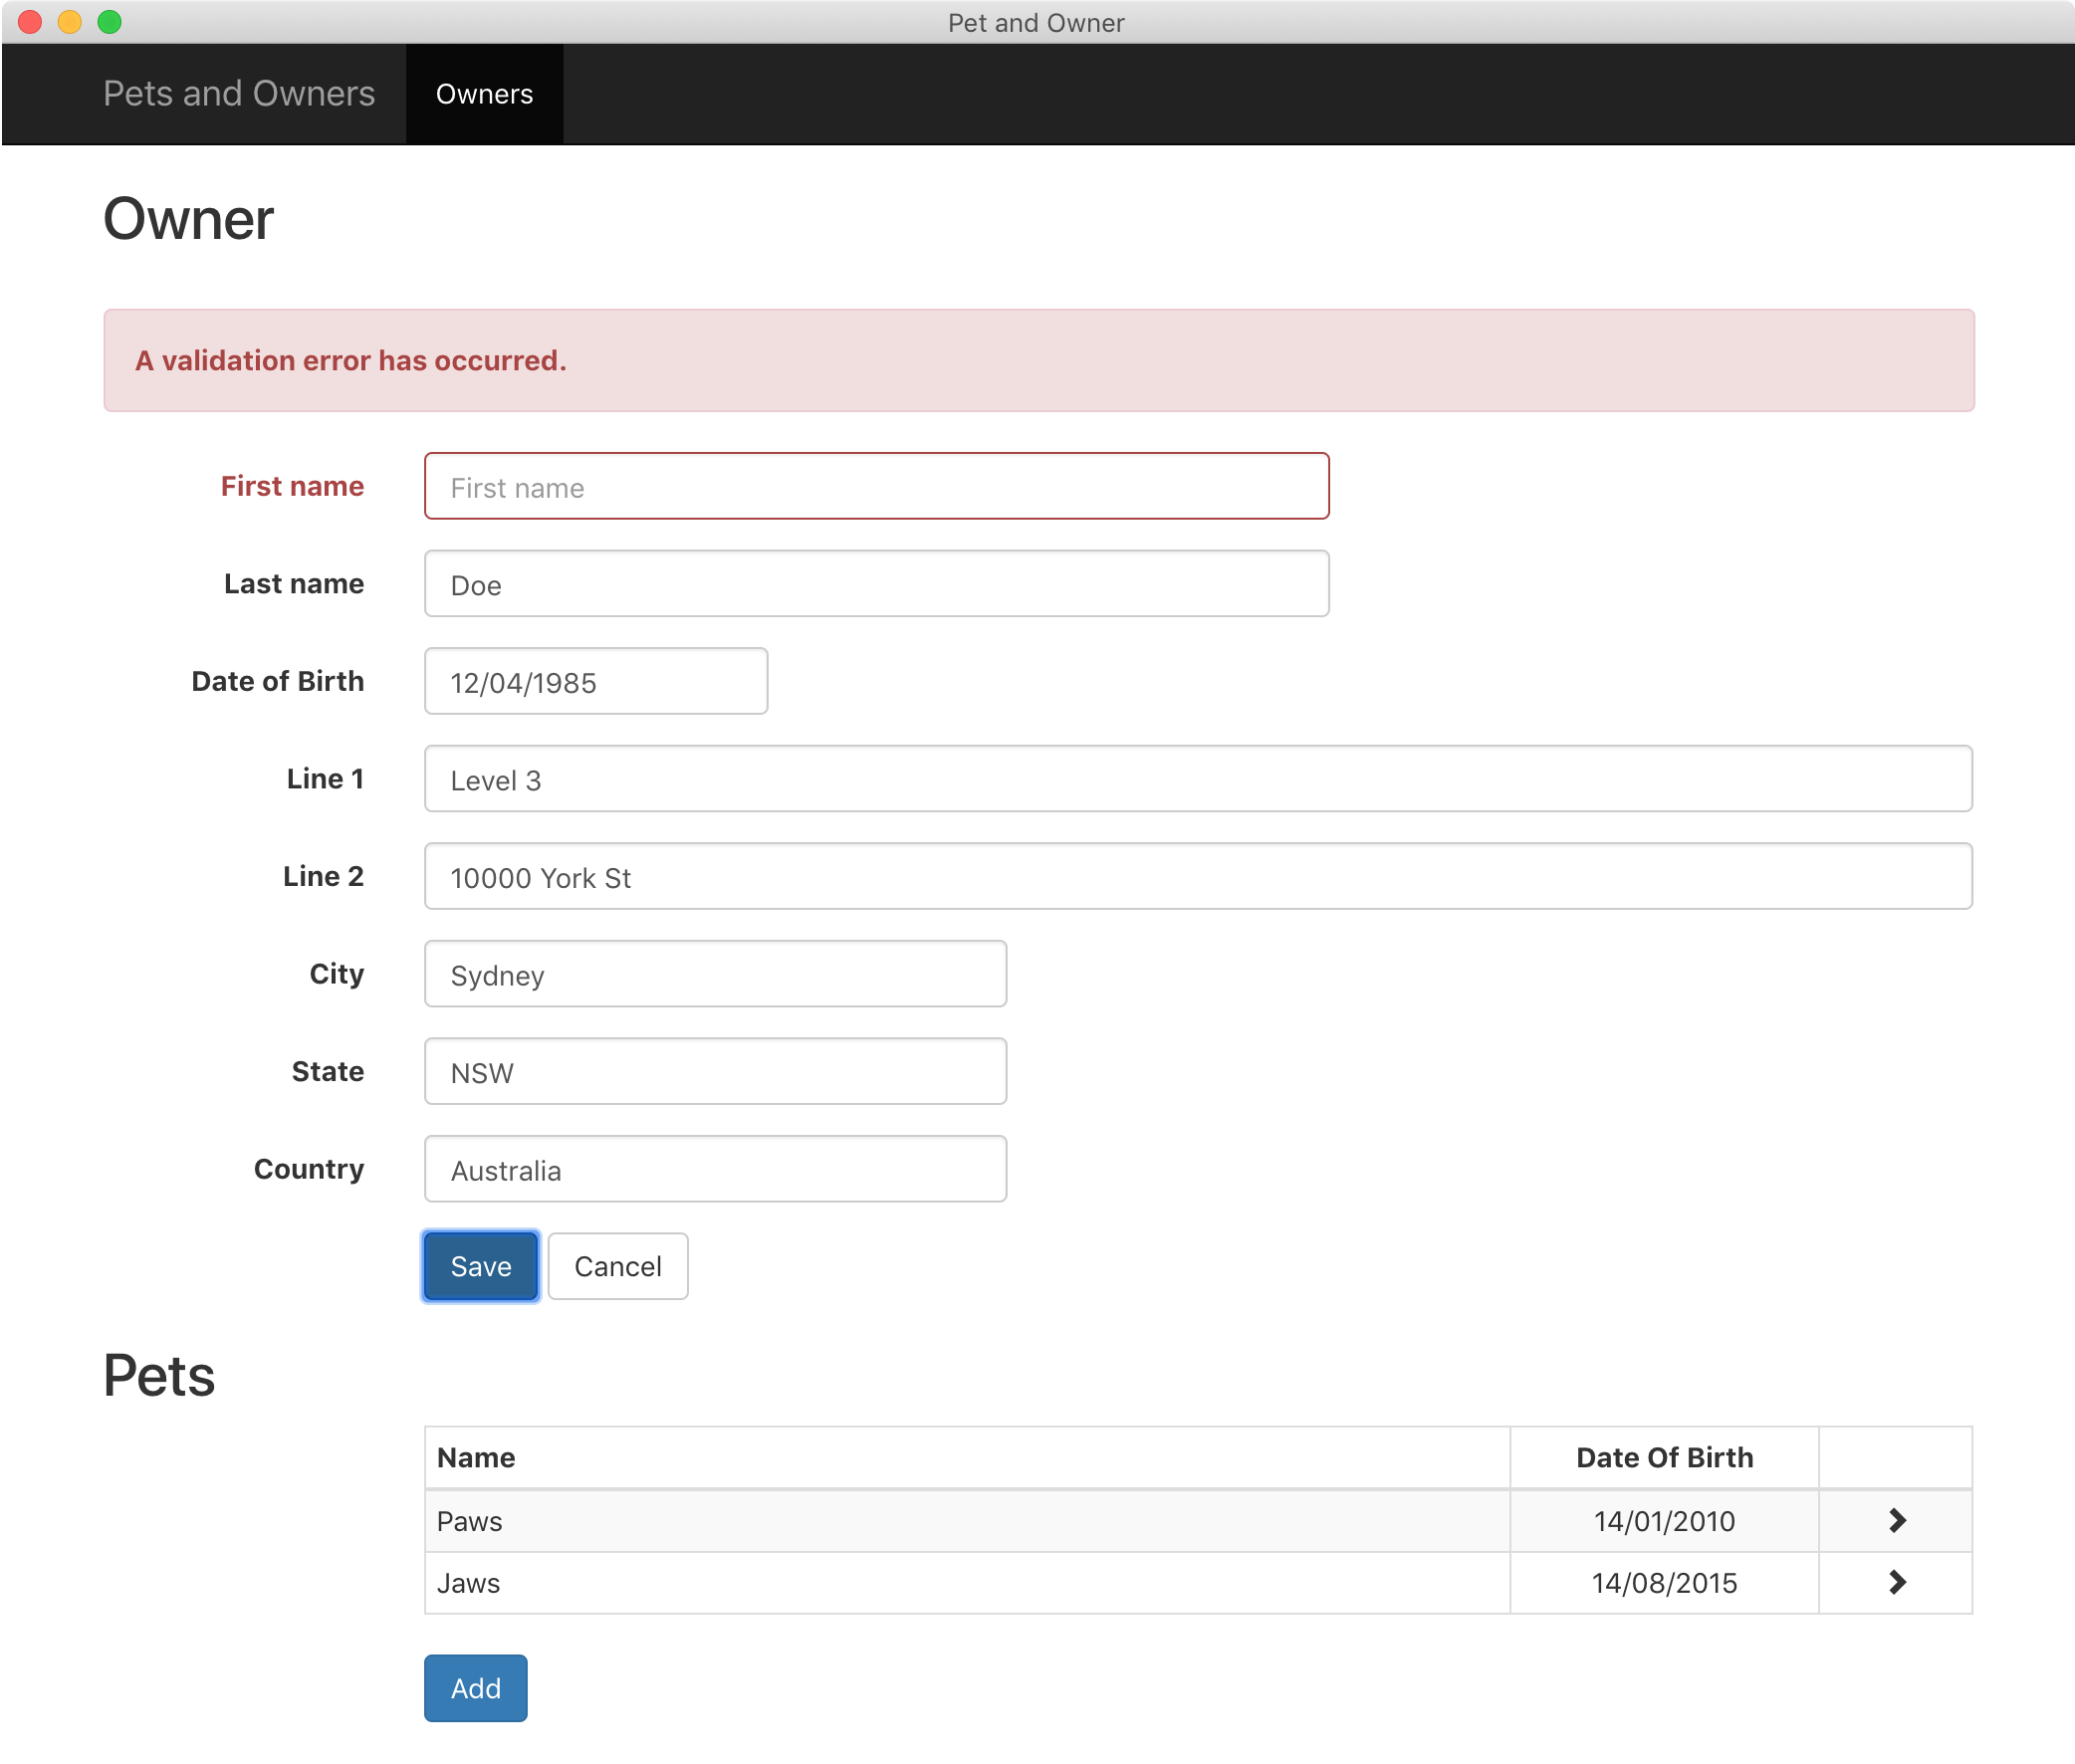 Pet and Owner
Pets and Owners Owners
Owner
A validation error has occurred.
First name First name
Last name Doe
Date of Birth 12/04/1985
Line 1 Level 3
Line 2 10000 York St
City Sydney
State NSW
Country Australia
Save Cancel
Pets
Name Date Of Birth
Paws 14/01/2010
Jaws 14/08/2015
Add